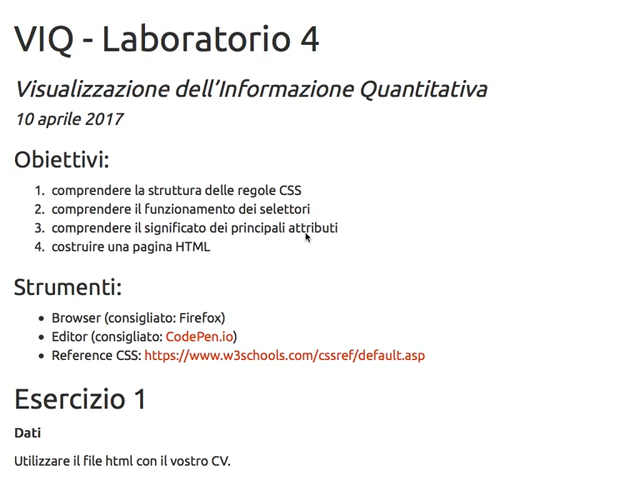 VIQ - Laboratorio 4
Visualizzazione dell’Informazione Quantitativa
10 aprile 2017
Obiettivi:
1. comprendere la struttura delle regole CSS
2. comprendere il funzionamento dei selettori
3. comprendere il significato dei principali attributi
4. costruire una pagina HTML
Strumenti:
• Browser (consigliato: Firefox)
• Editor (consigliato: CodePen.io)
• Reference CSS: https://www.w3schools.com/cssref/default.asp
Esercizio 1
Dati
Utilizzare il file html con il vostro CV.